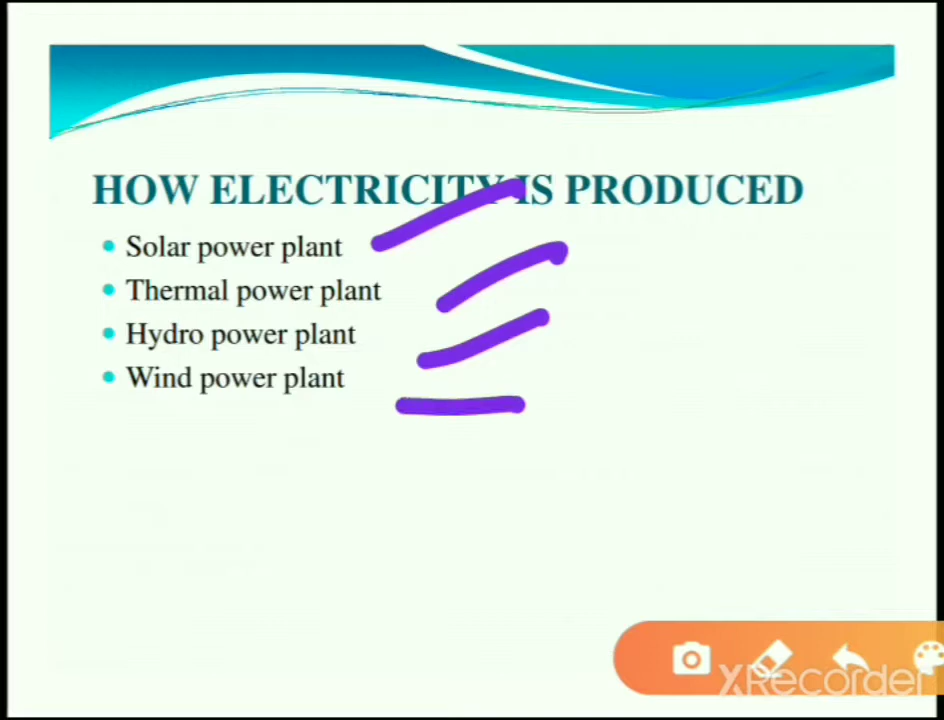 HOW ELECTRICITY IS PRODUCED
Solar power plant
Thermal power plant
Hydro power plant
Wind power plant
XRecorder